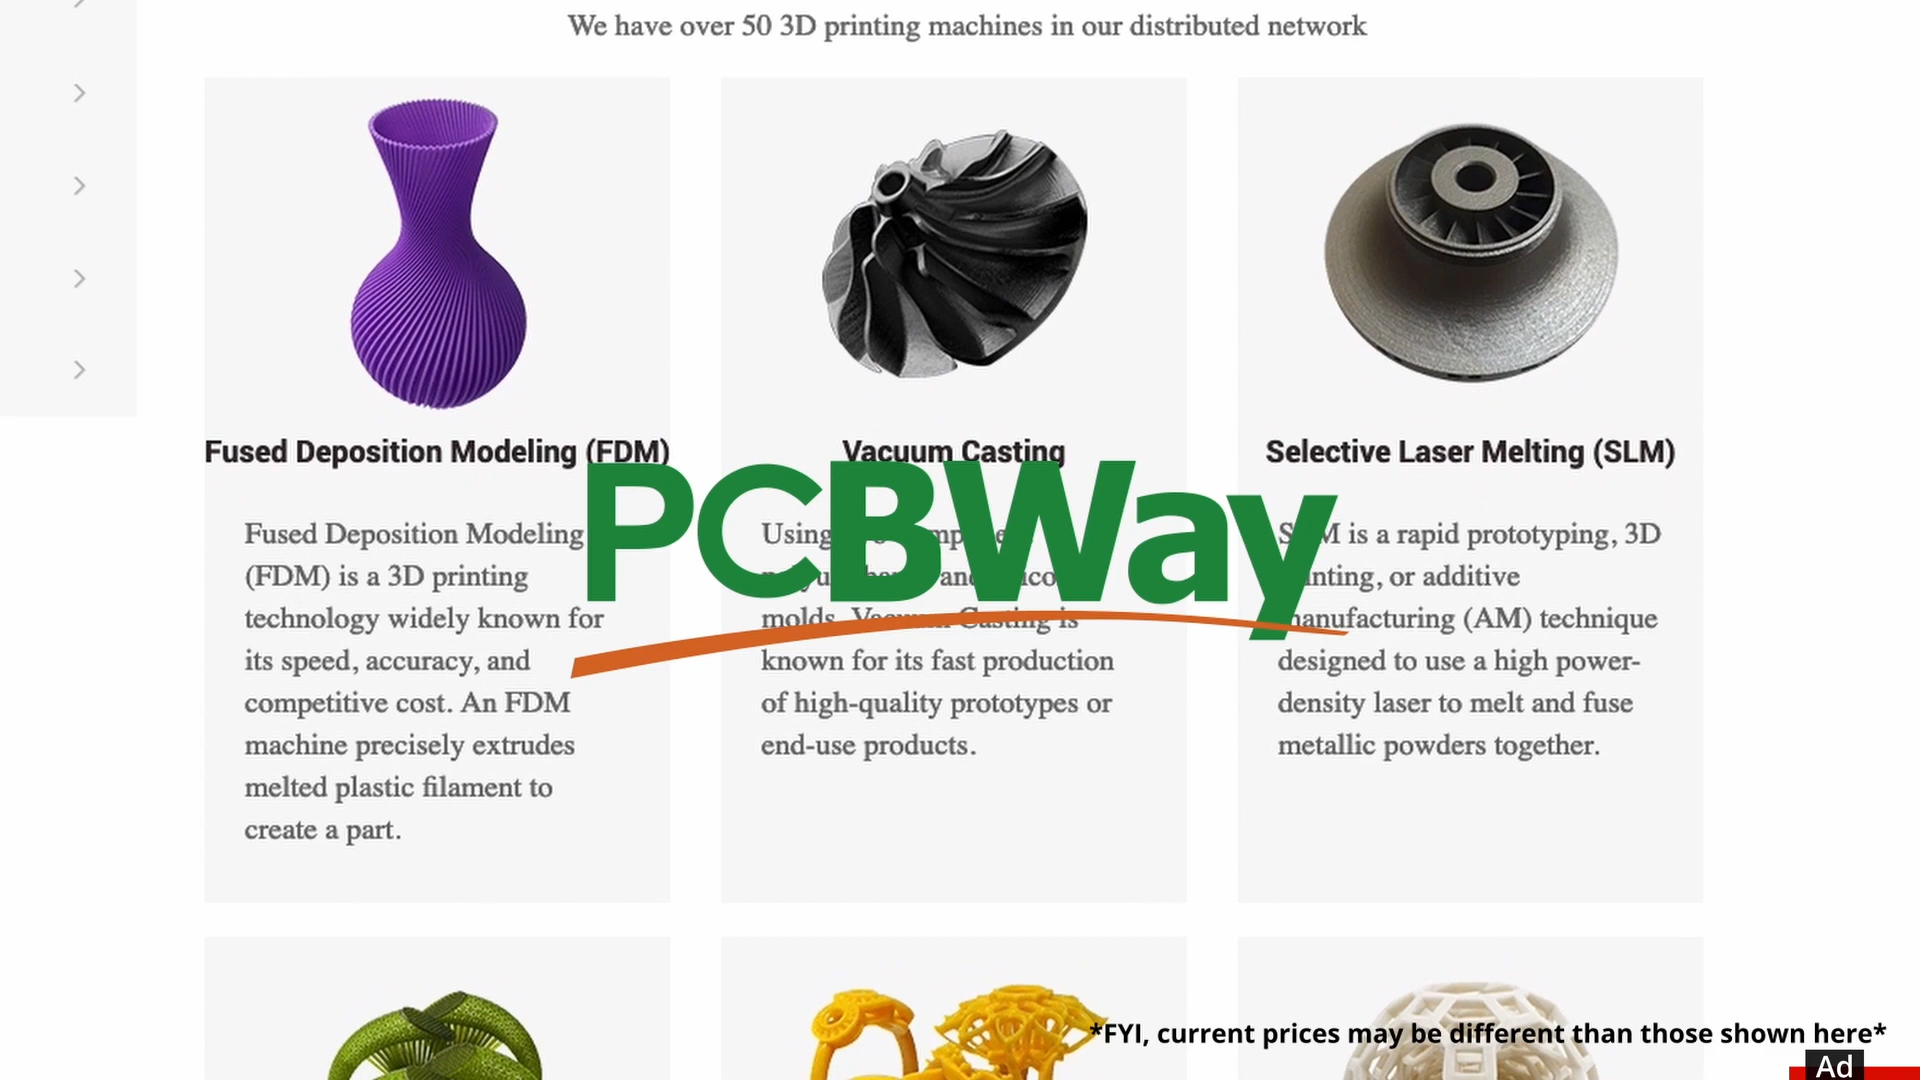 We have over 50 3D printing machines in our distributed network
Fused Deposition Modeling (FDM)
Fused Deposition Modeling
(FDM) is a 3D printing
technology widely known for
its speed, accuracy, and
competitive cost. An FDM
machine precisely extrudes
melted plastic filament to
create a part.
Vacuum Casting
Using
molds. Vacuum Casting is
known for its fast production
of high-quality prototypes or
end-use products.
Selective Laser Melting (SLM)
is a rapid prototyping, 3D
or additive
manufacturing (AM) technique
designed to use a high power-
density laser to melt and fuse
metallic powders together.
PCBWay
*FYI, current prices may be different than those shown here*
Ad